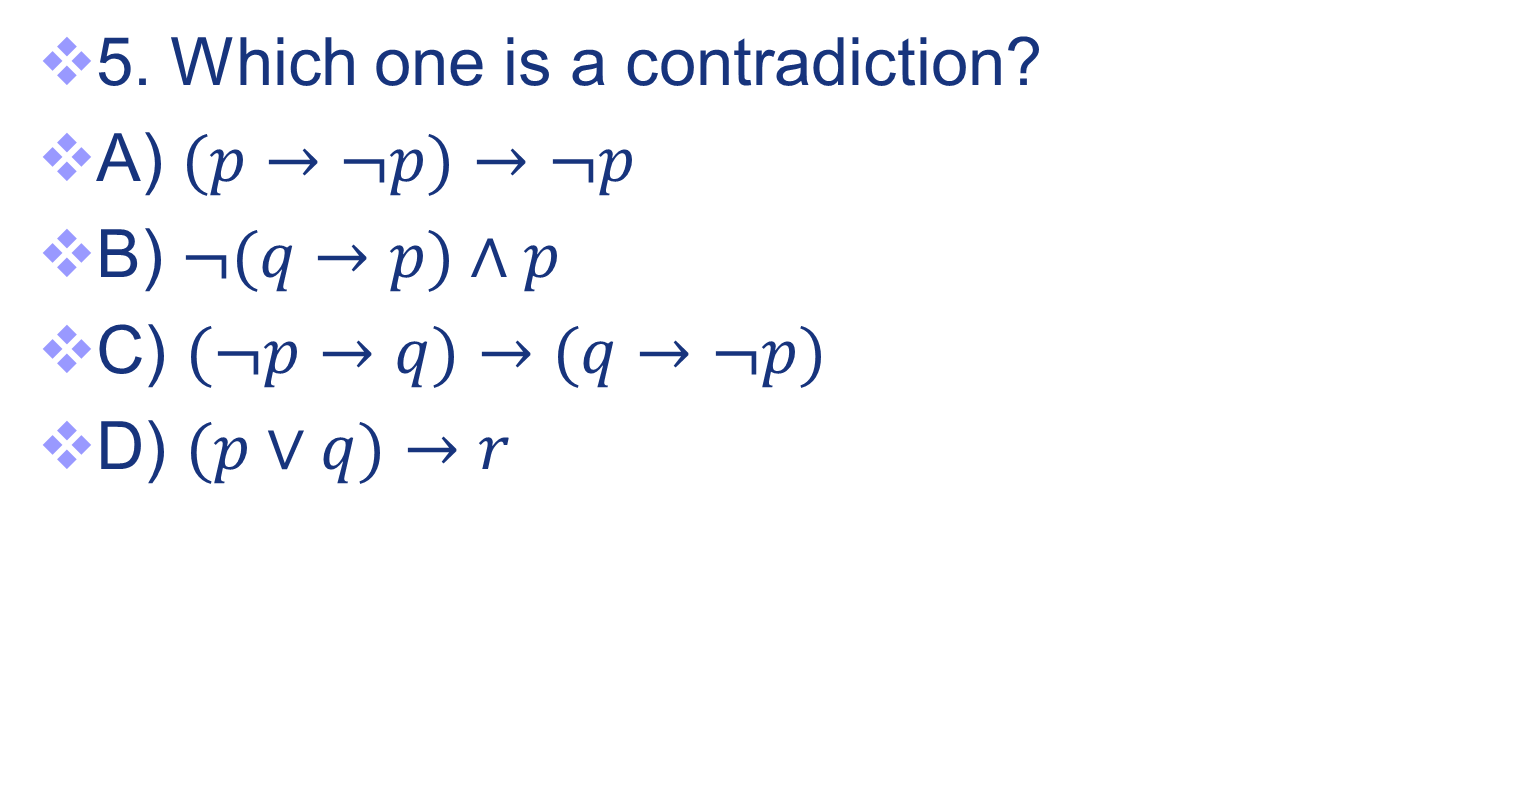 ❖5. Which one is a contradiction?
❖A) (𝑝 → ¬𝑝) → ¬𝑝
❖B) ¬(𝑞 → 𝑝) ∧ 𝑝
❖C) (¬𝑝 → 𝑞) → (𝑞 → ¬𝑝)
❖D) (𝑝 ∨ 𝑞) → 𝑟